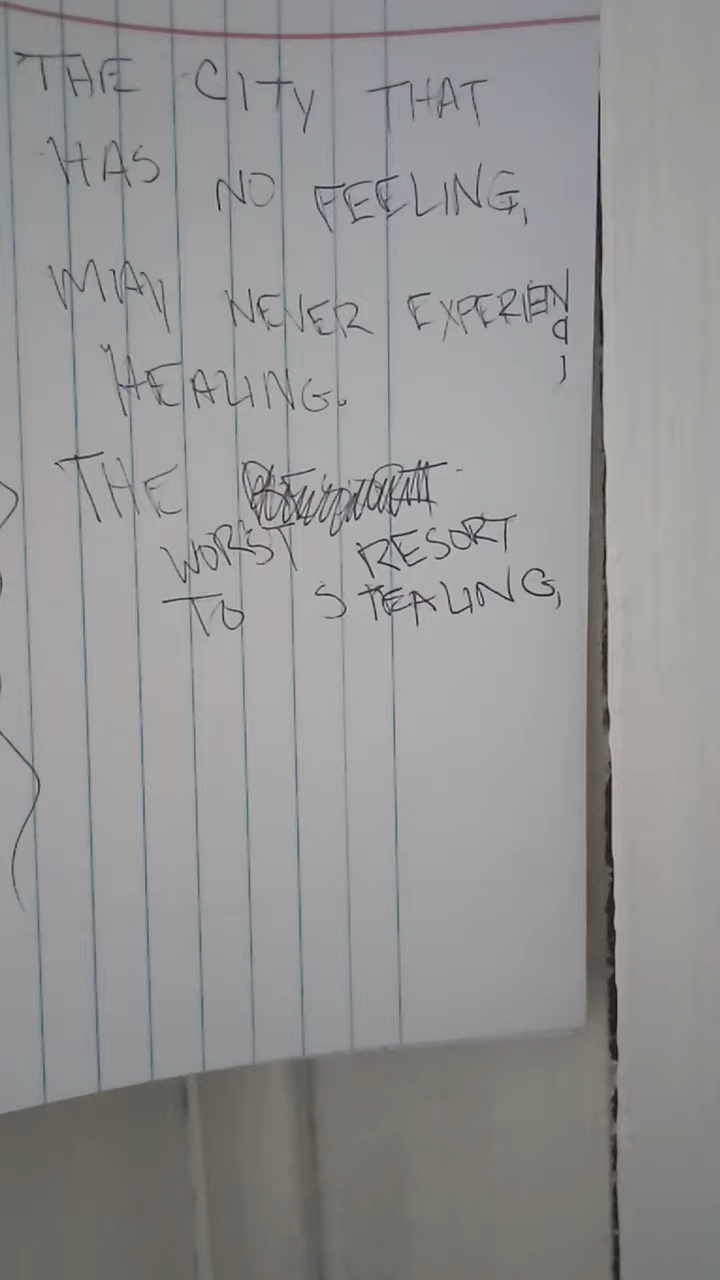 THE CITY THAT
HAS NO FEELING,
MAY NEVER EXPERIEN
HEALING.
THE
WORST RESORT
TO STEALING,